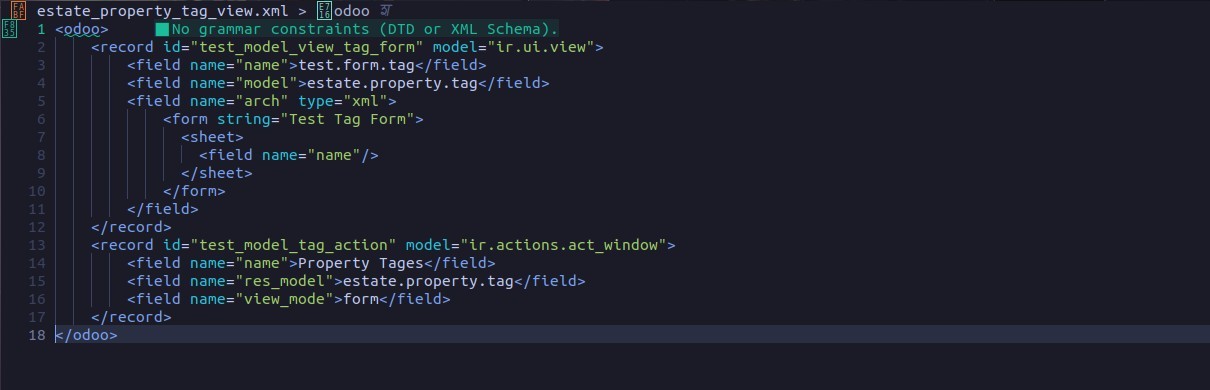 estate_property_tag_view.xml > odoo
1 <odoo> No grammar constraints (DTD or XML Schema).
2 <record id="test_model_view_tag_form" model="ir.ui.view">
3 <field name="name">test.form.tag</field>
4 <field name="model">estate.property.tag</field>
5 <field name="arch" type="xml">
6 <form string="Test Tag Form">
7 <sheet>
8 <field name="name"/>
9 </sheet>
10 </form>
11 </field>
12 </record>
13 <record id="test_model_tag_action" model="ir.actions.act_window">
14 <field name="name">Property Tages</field>
15 <field name="res_model">estate.property.tag</field>
16 <field name="view_mode">form</field>
17 </record>
18 </odoo>